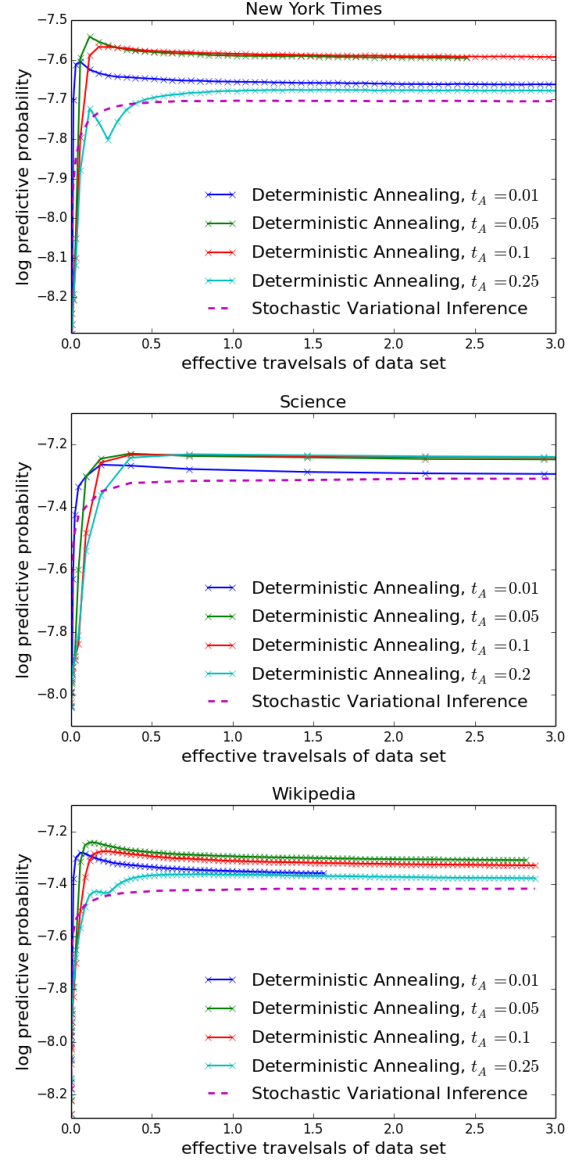 New York Times
−7.5
−7.6
−7.7
−7.8
−7.9
−8.0
−8.1
−8.2
log predictive probability
Deterministic Annealing, t_A =0.01
Deterministic Annealing, t_A =0.05
Deterministic Annealing, t_A =0.1
Deterministic Annealing, t_A =0.25
Stochastic Variational Inference
0.0 0.5 1.0 1.5 2.0 2.5 3.0
effective travelsals of data set
Science
−7.2
−7.4
−7.6
−7.8
−8.0
log predictive probability
Deterministic Annealing, t_A =0.01
Deterministic Annealing, t_A =0.05
Deterministic Annealing, t_A =0.1
Deterministic Annealing, t_A =0.2
Stochastic Variational Inference
0.0 0.5 1.0 1.5 2.0 2.5 3.0
effective travelsals of data set
Wikipedia
−7.2
−7.4
−7.6
−7.8
−8.0
−8.2
log predictive probability
Deterministic Annealing, t_A =0.01
Deterministic Annealing, t_A =0.05
Deterministic Annealing, t_A =0.1
Deterministic Annealing, t_A =0.25
Stochastic Variational Inference
0.0 0.5 1.0 1.5 2.0 2.5 3.0
effective travelsals of data set